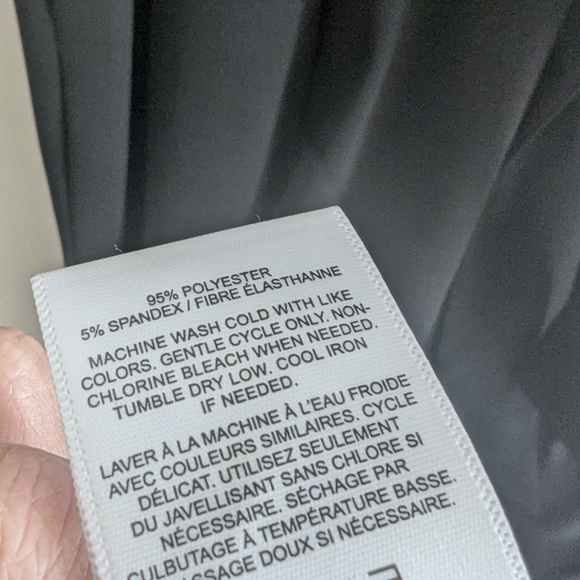 95% POLYESTER
5% SPANDEX / FIBRE ÉLASTHANNE
MACHINE WASH COLD WITH LIKE
COLORS. GENTLE CYCLE ONLY. NON-
CHLORINE BLEACH WHEN NEEDED.
TUMBLE DRY LOW. COOL IRON
IF NEEDED.
LAVER À LA MACHINE À L'EAU FROIDE
AVEC COULEURS SIMILAIRES. CYCLE
DÉLICAT. UTILISEZ SEULEMENT
DU JAVELLISANT SANS CHLORE SI
NÉCESSAIRE. SÉCHAGE PAR
CULBUTAGE À TEMPÉRATURE BASSE.
DOUX SI NÉCESSAIRE.